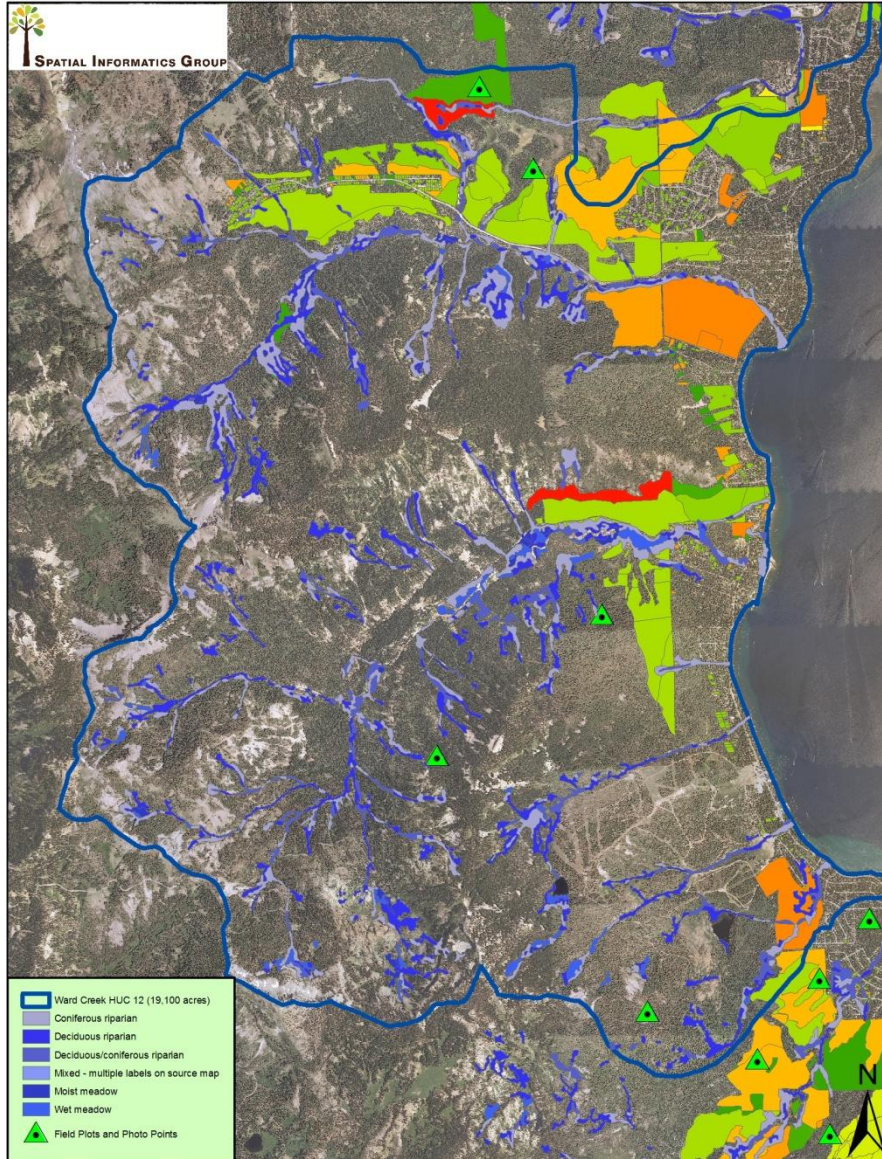 SPATIAL INFORMATICS GROUP
Ward Creek HUC 12 (19,100 acres)
Coniferous riparian
Deciduous riparian
Deciduous/coniferous riparian
Mixed - multiple labels on source map
Moist meadow
Wet meadow
Field Plots and Photo Points
N